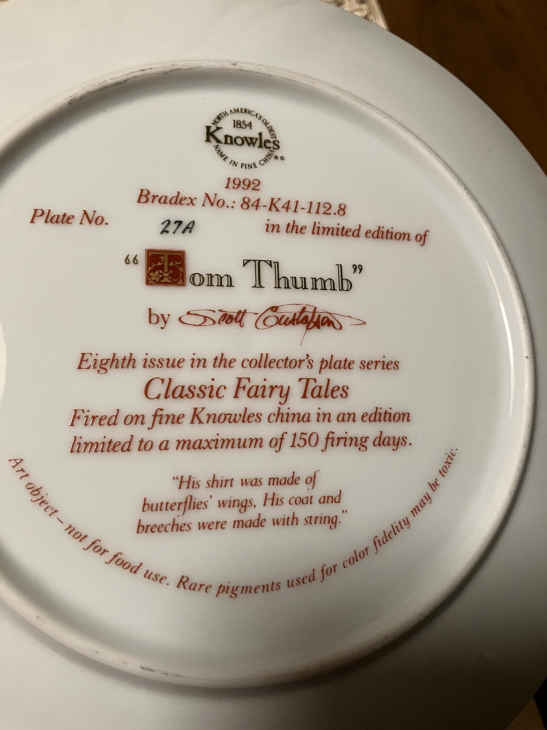 NORTH AMERICA'S OLDEST
1854
Knowles
NAME IN FINE CHINA
1992
Bradex No.: 84-K41-112.8
Plate No. 27A in the limited edition of
“Tom Thumb”
by Scott Gustafson
Eighth issue in the collector's plate series
Classic Fairy Tales
Fired on fine Knowles china in an edition
limited to a maximum of 150 firing days.
“His shirt was made of
butterflies' wings, His coat and
breeches were made with string.”
Art object – not for food use. Rare pigments used for color fidelity may be toxic.